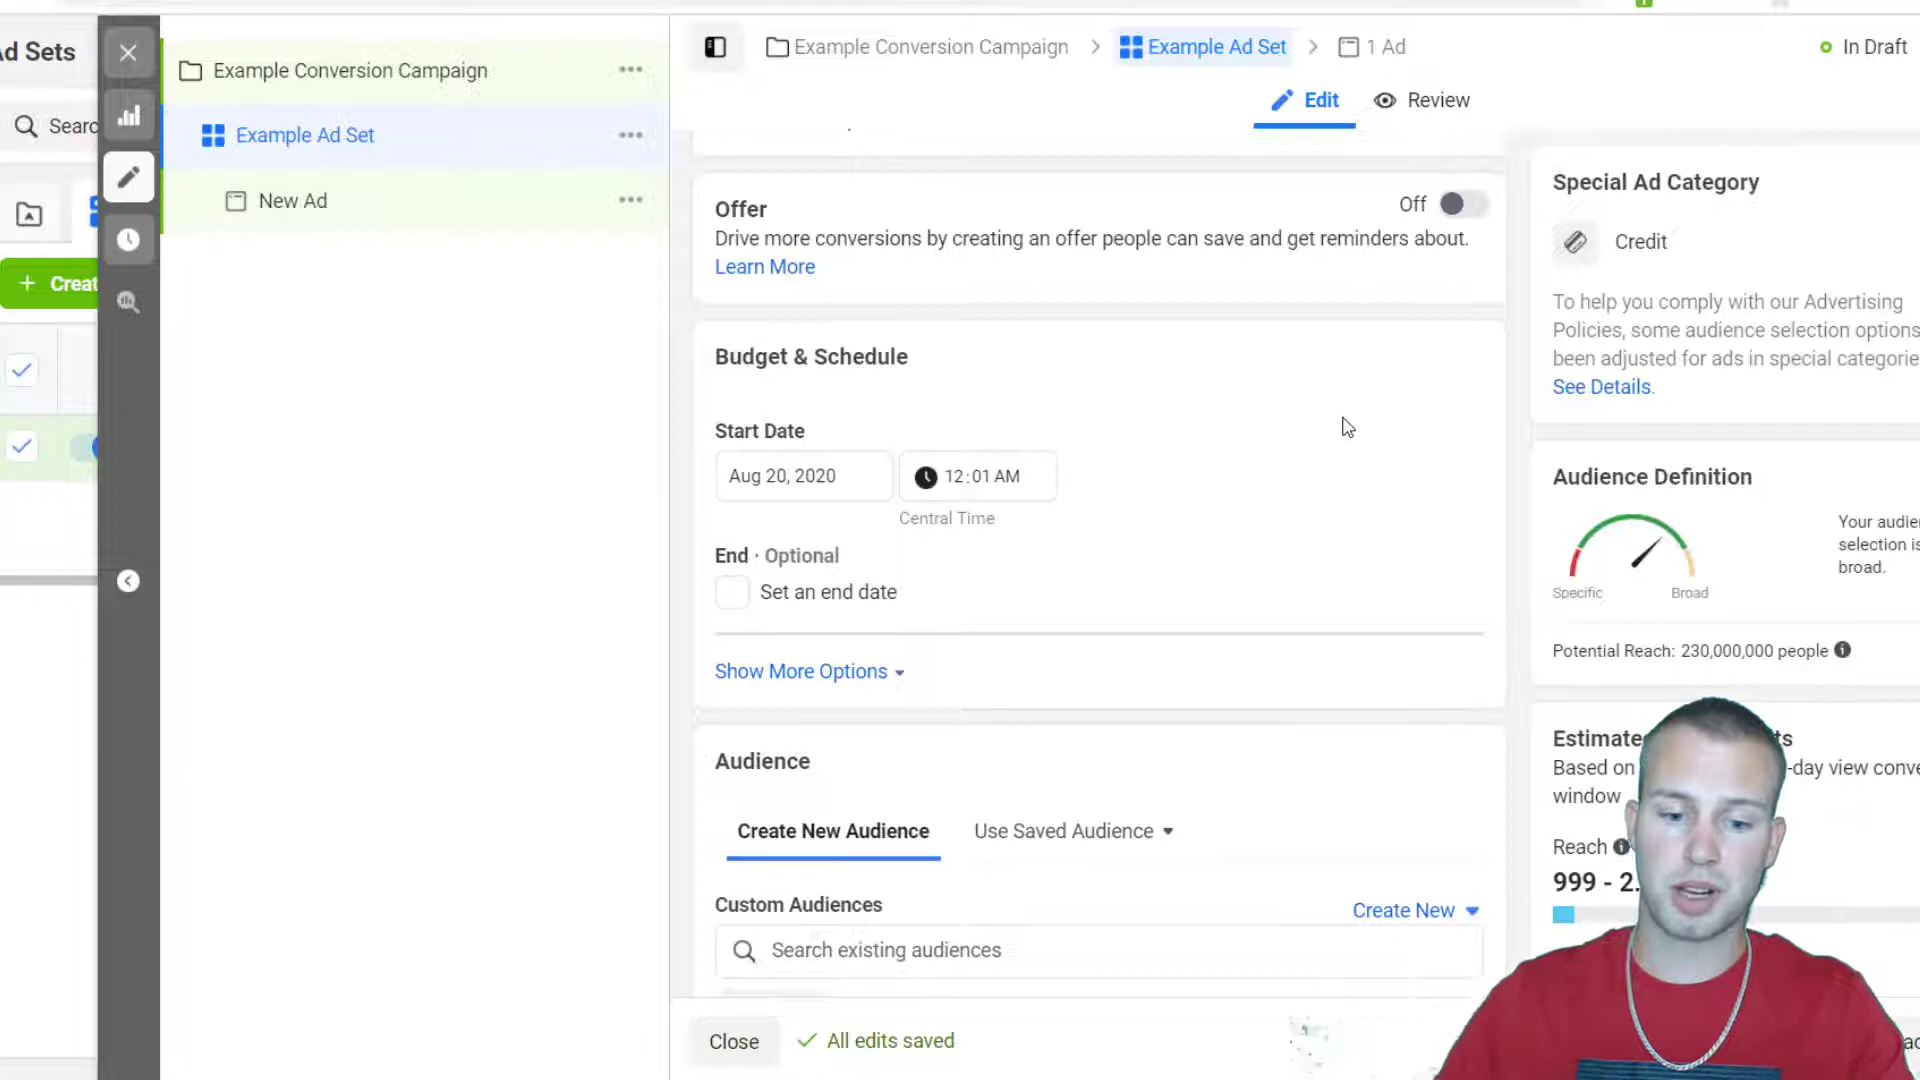 Ad Sets
Example Conversion Campaign
Example Ad Set
New Ad
Example Conversion Campaign > Example Ad Set > 1 Ad
In Draft
Edit
Review
Offer
Off
Drive more conversions by creating an offer people can save and get reminders about.
Learn More
Budget & Schedule
Start Date
Aug 20, 2020
12:01 AM
Central Time
End · Optional
Set an end date
Show More Options
Audience
Create New Audience
Use Saved Audience
Custom Audiences
Create New
Search existing audiences
Close
All edits saved
Special Ad Category
Credit
To help you comply with our Advertising
Policies, some audience selection options
been adjusted for ads in special categorie
See Details.
Audience Definition
Specific
Broad
Your audie
selection is
broad.
Potential Reach: 230,000,000 people
Estimate
Based on
-day view conve
window
Reach
999 - 2.